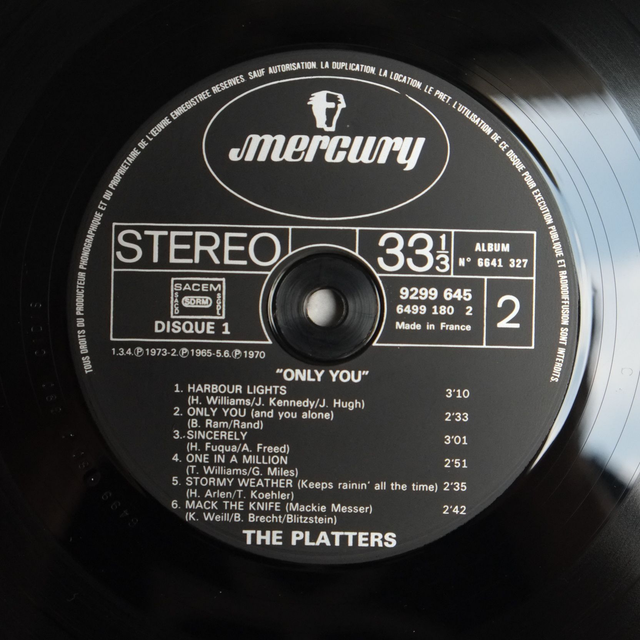 TOUS DROITS DU PRODUCTEUR PHONOGRAPHIQUE ET DU PROPRIETAIRE DE L'ŒUVRE ENREGISTREE RESERVES. SAUF AUTORISATION, LA DUPLICATION, LA LOCATION, LE PRET, L'UTILISATION DE CE DISQUE POUR EXECUTION PUBLIQUE ET RADIODIFFUSION SONT INTERDITS.
mercury
STEREO
33 1/3
ALBUM
N° 6641 327
SACEM
SACD SDRM SGDL
DISQUE 1
9299 645
6499 180 2
Made in France
2
1.3.4.Ⓟ1973-2.Ⓟ1965-5.6.Ⓟ1970
"ONLY YOU"
1. HARBOUR LIGHTS 3'10
(H. Williams/J. Kennedy/J. Hugh)
2. ONLY YOU (and you alone) 2'33
(B. Ram/Rand)
3. SINCERELY 3'01
(H. Fuqua/A. Freed)
4. ONE IN A MILLION 2'51
(T. Williams/G. Miles)
5. STORMY WEATHER (Keeps rainin' all the time) 2'35
(H. Arlen/T. Koehler)
6. MACK THE KNIFE (Mackie Messer) 2'42
(K. Weill/B. Brecht/Blitzstein)
THE PLATTERS